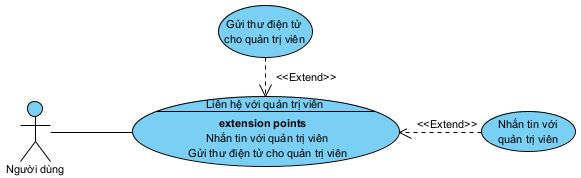 Gửi thư điện tử
cho quản trị viên
<<Extend>>
Liên hệ với quản trị viên
extension points
Nhắn tin với quản trị viên
Gửi thư điện tử cho quản trị viên
<<Extend>>
Nhắn tin với
quản trị viên
Người dùng